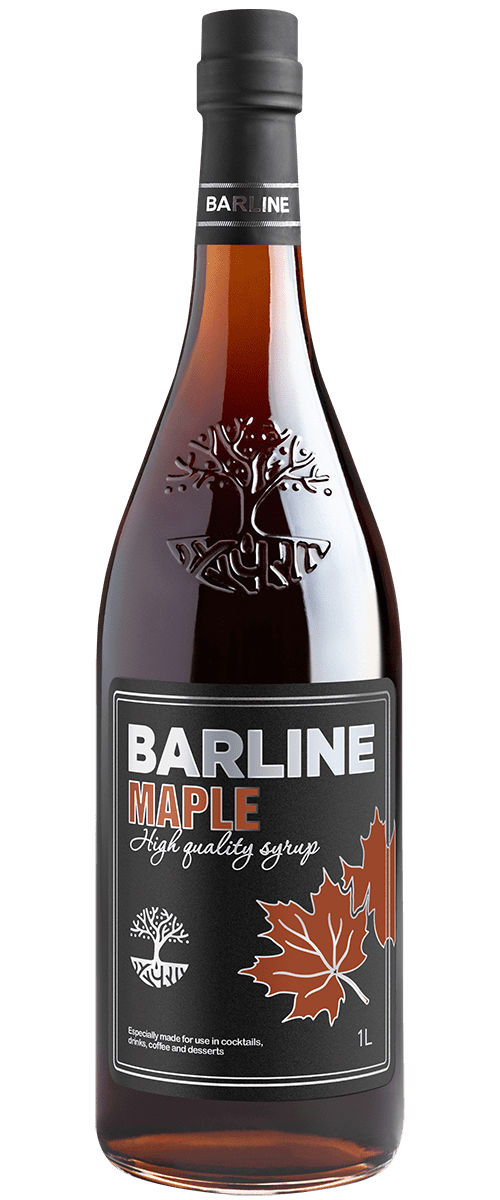 BARLINE
BARLINE
MAPLE
High quality syrup
Especially made for use in cocktails,
drinks, coffee and desserts
1L